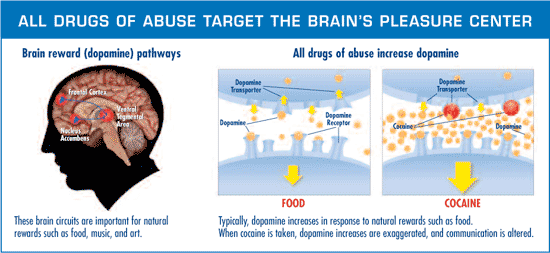 ALL DRUGS OF ABUSE TARGET THE BRAIN'S PLEASURE CENTER
Brain reward (dopamine) pathways
Frontal Cortex
Ventral
Tegmental
Area
Nucleus
Accumbens
These brain circuits are important for natural
rewards such as food, music, and art.
All drugs of abuse increase dopamine
Dopamine
Transporter
Dopamine
Dopamine
Receptor
FOOD
Dopamine
Transporter
Cocaine
Dopamine
COCAINE
Typically, dopamine increases in response to natural rewards such as food.
When cocaine is taken, dopamine increases are exaggerated, and communication is altered.